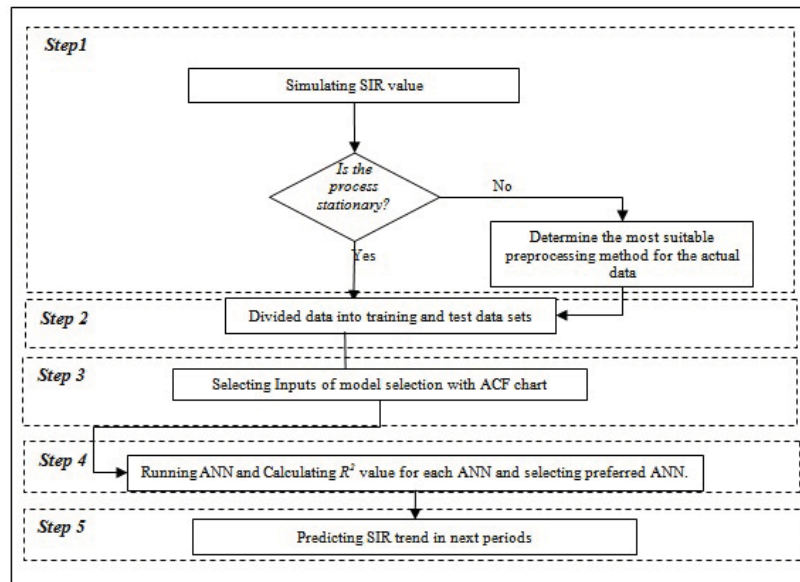 Step1
Simulating SIR value
Is the
process
stationary?
No
Yes
Determine the most suitable
preprocessing method for the actual
data
Step 2
Divided data into training and test data sets
Step 3
Selecting Inputs of model selection with ACF chart
Step 4
Running ANN and Calculating R² value for each ANN and selecting preferred ANN.
Step 5
Predicting SIR trend in next periods